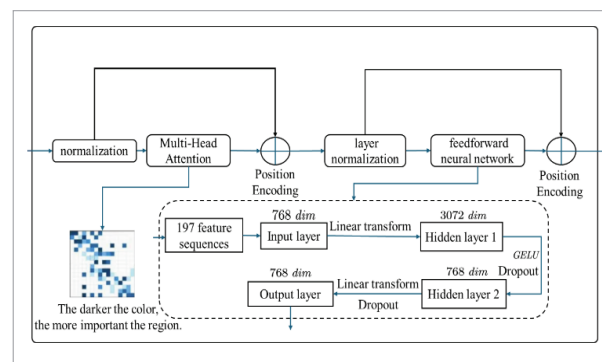 normalization
Multi-Head
Attention
Position
Encoding
layer
normalization
feedforward
neural network
Position
Encoding
197 feature
sequences
768 dim
Input layer
Linear transform
3072 dim
Hidden layer 1
GELU
Dropout
768 dim
Hidden layer 2
Linear transform
Dropout
768 dim
Output layer
The darker the color,
the more important the region.